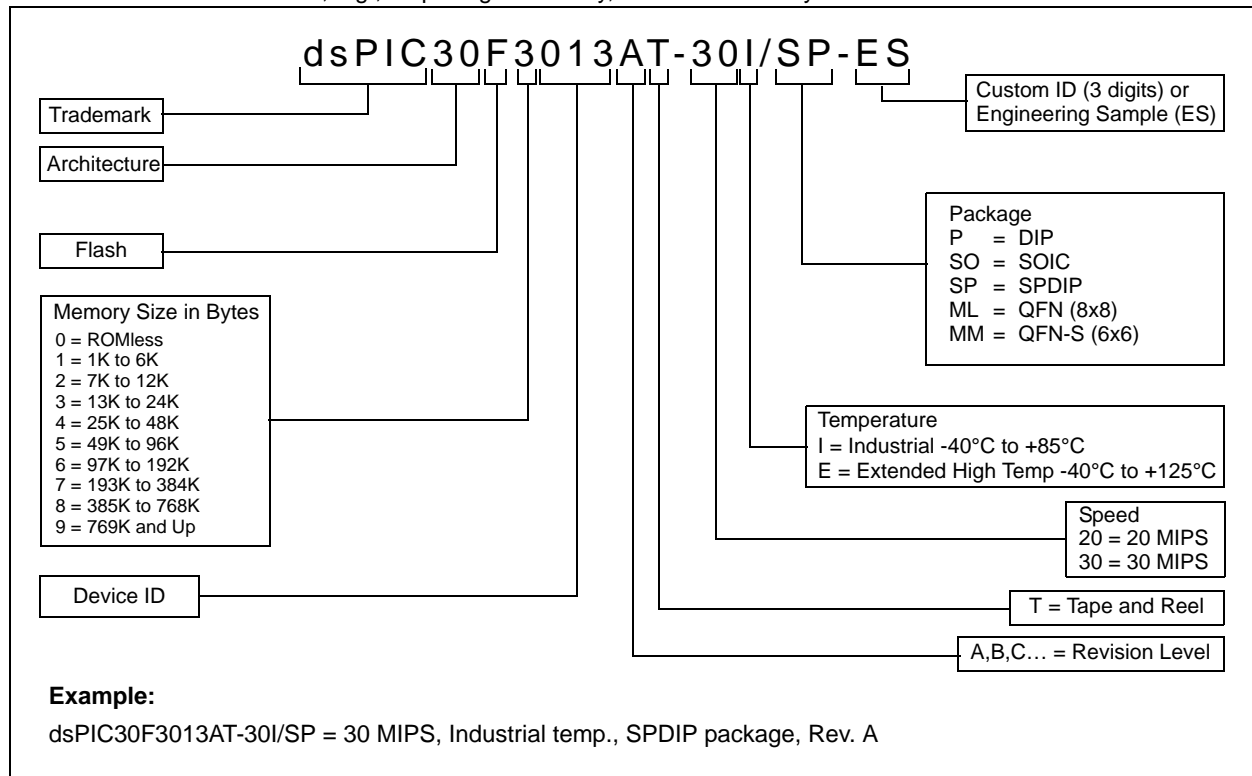 dsPIC30F3013AT-30I/SP-ES
Trademark
Architecture
Flash
Memory Size in Bytes
0 = ROMless
1 = 1K to 6K
2 = 7K to 12K
3 = 13K to 24K
4 = 25K to 48K
5 = 49K to 96K
6 = 97K to 192K
7 = 193K to 384K
8 = 385K to 768K
9 = 769K and Up
Device ID
Custom ID (3 digits) or
Engineering Sample (ES)
Package
P = DIP
SO = SOIC
SP = SPDIP
ML = QFN (8x8)
MM = QFN-S (6x6)
Temperature
I = Industrial -40°C to +85°C
E = Extended High Temp -40°C to +125°C
Speed
20 = 20 MIPS
30 = 30 MIPS
T = Tape and Reel
A,B,C… = Revision Level
Example:
dsPIC30F3013AT-30I/SP = 30 MIPS, Industrial temp., SPDIP package, Rev. A